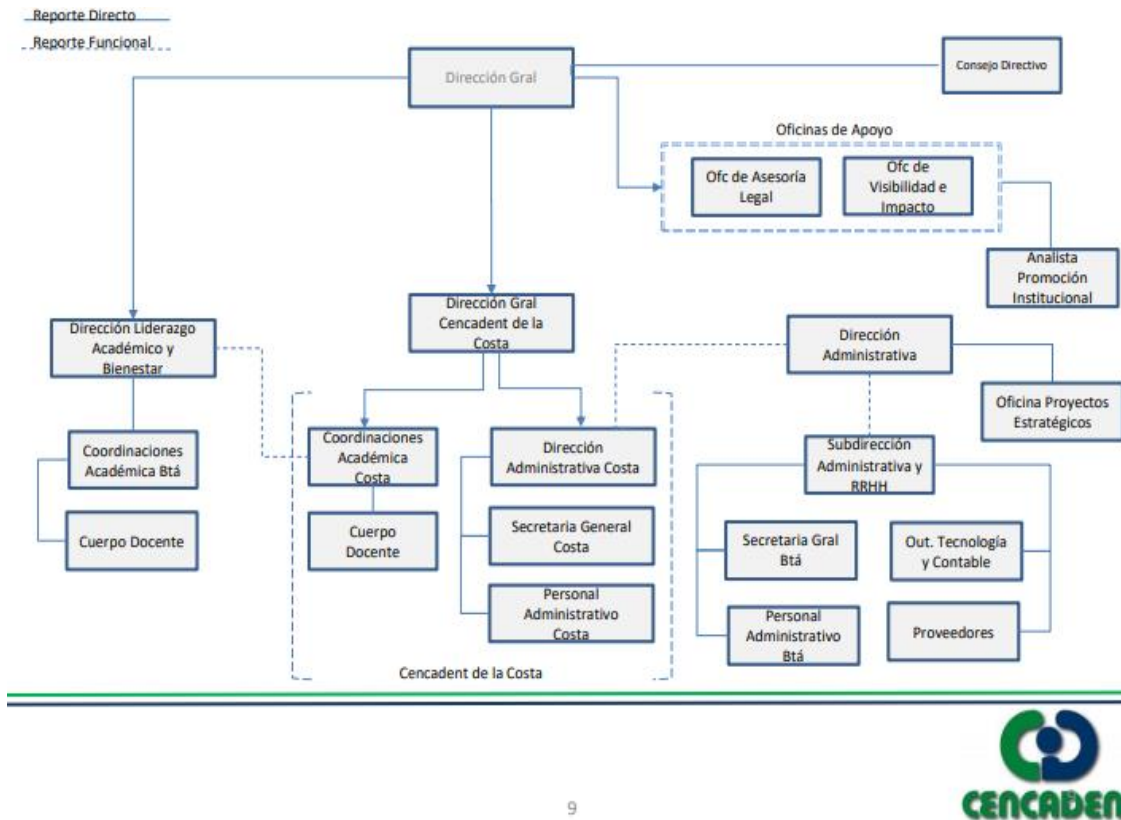 Reporte Directo
Reporte Funcional
Dirección Gral
Consejo Directivo
Oficinas de Apoyo
Ofc de Asesoría
Legal
Ofc de
Visibilidad e
Impacto
Analista
Promoción
Institucional
Dirección Gral
Cencadent de la
Costa
Dirección Liderazgo
Académico y
Bienestar
Dirección
Administrativa
Oficina Proyectos
Estratégicos
Coordinaciones
Académica Btá
Coordinaciones
Académica
Costa
Dirección
Administrativa Costa
Subdirección
Administrativa y
RRHH
Cuerpo Docente
Cuerpo
Docente
Secretaria General
Costa
Secretaria Gral
Btá
Out. Tecnología
y Contable
Personal
Administrativo
Costa
Personal
Administrativo
Btá
Proveedores
Cencadent de la Costa
9
CENCADEN